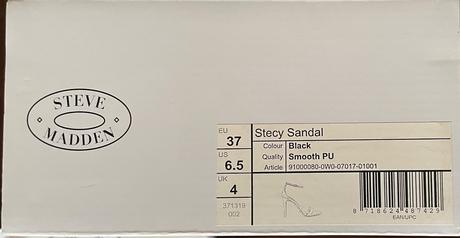 STEVE
MADDEN
EU
37
US
6.5
UK
4
371319
002
Stecy Sandal
Colour Black
Quality Smooth PU
Article 91000080-0W0-07017-01001
8 718624 487429
EAN/UPC